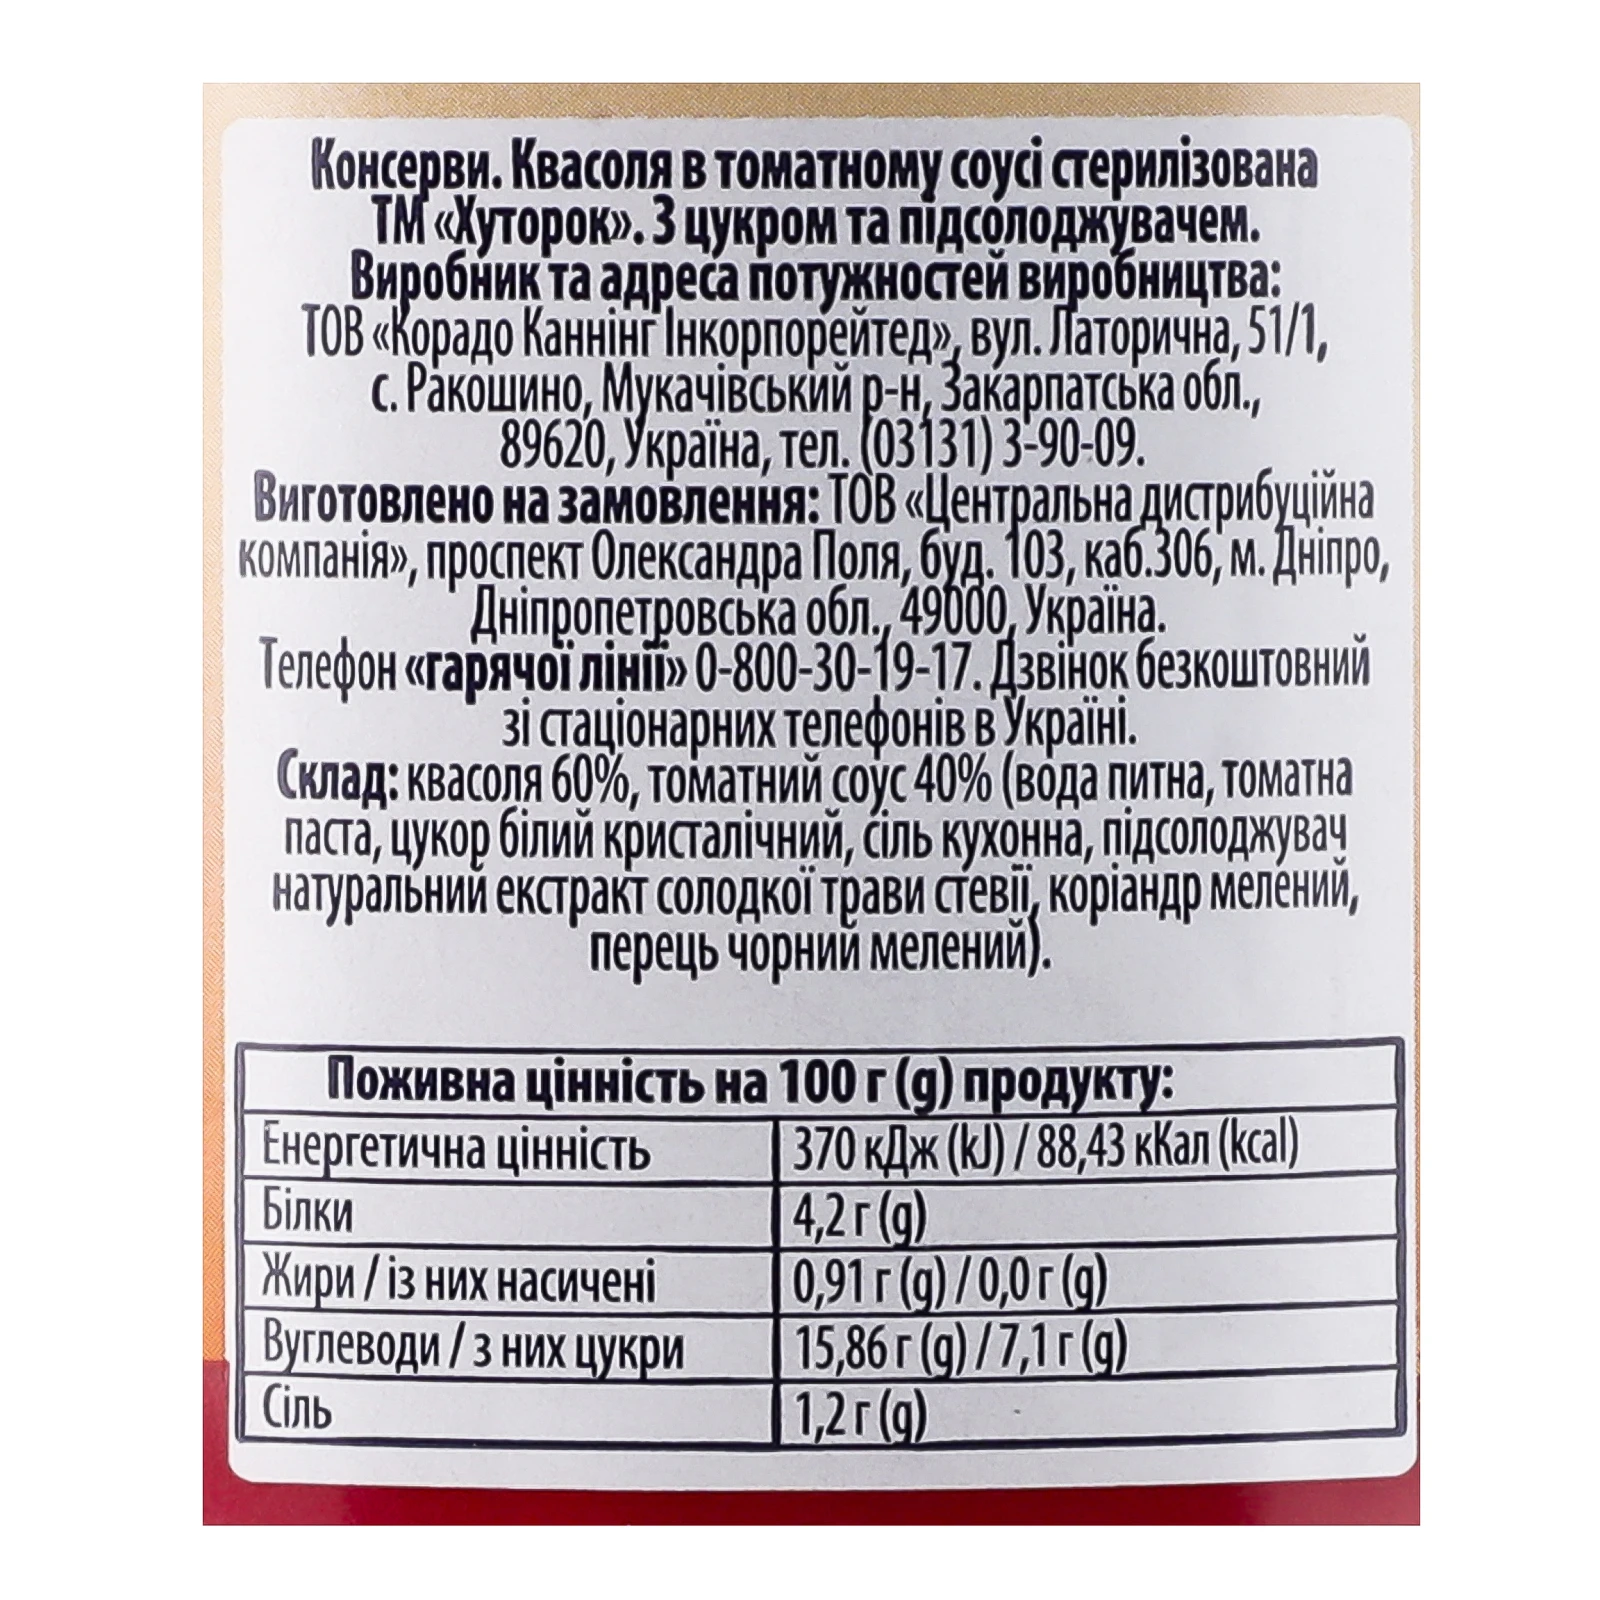 Консерви. Квасоля в томатному соусі стерилізована
ТМ «Хуторок». З цукром та підсолоджувачем.
Виробник та адреса потужностей виробництва:
ТОВ «Корадо Каннінг Інкорпорейтед», вул. Латорична, 51/1,
с. Ракошино, Мукачівський р-н, Закарпатська обл.,
89620, Україна, тел. (03131) 3-90-09.
Виготовлено на замовлення: ТОВ «Центральна дистрибуційна
компанія», проспект Олександра Поля, буд. 103, каб.306, м. Дніпро,
Дніпропетровська обл., 49000, Україна.
Телефон «гарячої лінії» 0-800-30-19-17. Дзвінок безкоштовний
зі стаціонарних телефонів в Україні.
Склад: квасоля 60%, томатний соус 40% (вода питна, томатна
паста, цукор білий кристалічний, сіль кухонна, підсолоджувач
натуральний екстракт солодкої трави стевії, коріандр мелений,
перець чорний мелений).
Поживна цінність на 100 г (g) продукту:
Енергетична цінність 370 кДж (kJ) / 88,43 кКал (kcal)
Білки 4,2 г (g)
Жири / із них насичені 0,91 г (g) / 0,0 г (g)
Вуглеводи / з них цукри 15,86 г (g) / 7,1 г (g)
Сіль 1,2 г (g)